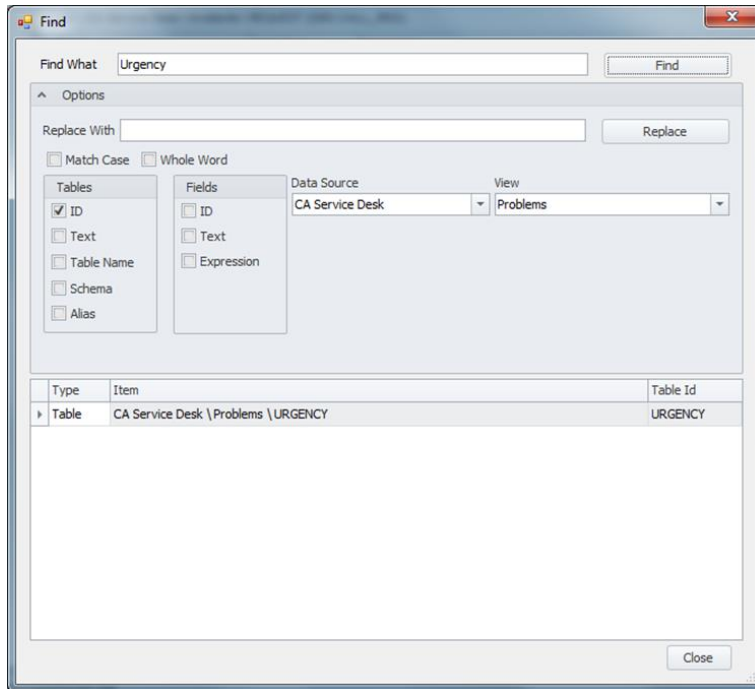 Find
Find What Urgency Find
Options
Replace With Replace
Match Case Whole Word
Tables Fields Data Source View
ID ID CA Service Desk Problems
Text Text
Table Name Expression
Schema
Alias
Type Item Table Id
Table CA Service Desk \ Problems \ URGENCY URGENCY
Close